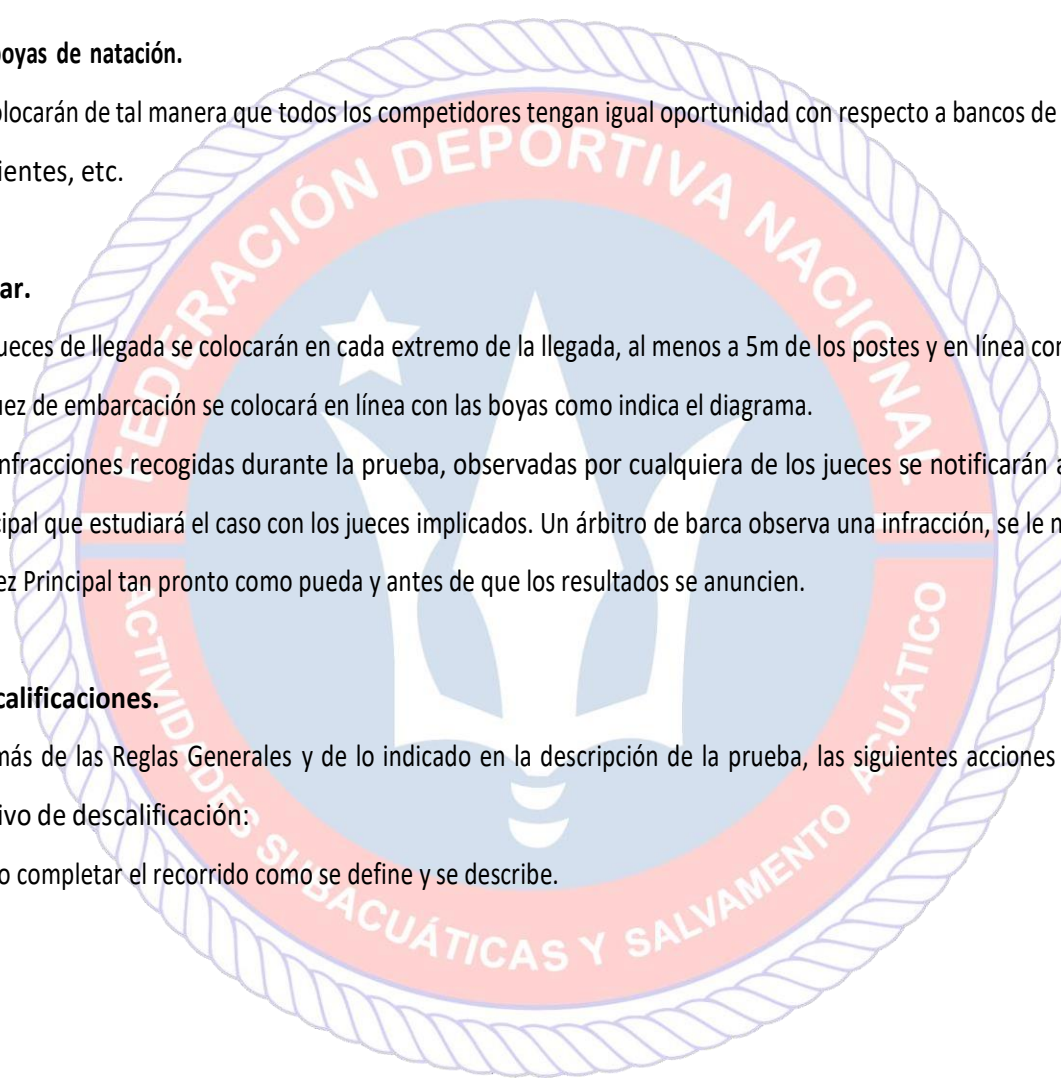 boyas de natación.
olocarán de tal manera que todos los competidores tengan igual oportunidad con respecto a bancos de
ientes, etc.
ar.
ueces de llegada se colocarán en cada extremo de la llegada, al menos a 5m de los postes y en línea con
uez de embarcación se colocará en línea con las boyas como indica el diagrama.
nfracciones recogidas durante la prueba, observadas por cualquiera de los jueces se notificarán a
cipal que estudiará el caso con los jueces implicados. Un árbitro de barca observa una infracción, se le n
ez Principal tan pronto como pueda y antes de que los resultados se anuncien.
calificaciones.
más de las Reglas Generales y de lo indicado en la descripción de la prueba, las siguientes acciones
ivo de descalificación:
o completar el recorrido como se define y se describe.
FEDERACIÓN DEPORTIVA NACIONAL
ACTIVIDADES SUBACUÁTICAS Y SALVAMENTO ACUÁTICO